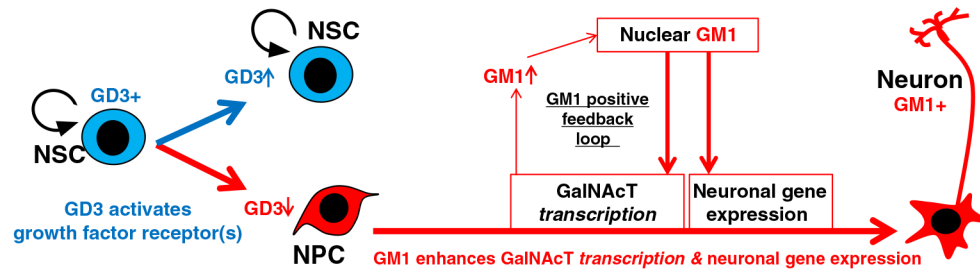 NSC
GD3+
NSC
GD3↑
GD3 activates
growth factor receptor(s)
GD3↓
NPC
Nuclear GM1
GM1↑
GM1 positive
feedback
loop
GalNAcT
transcription
Neuronal gene
expression
GM1 enhances GalNAcT transcription & neuronal gene expression
Neuron
GM1+